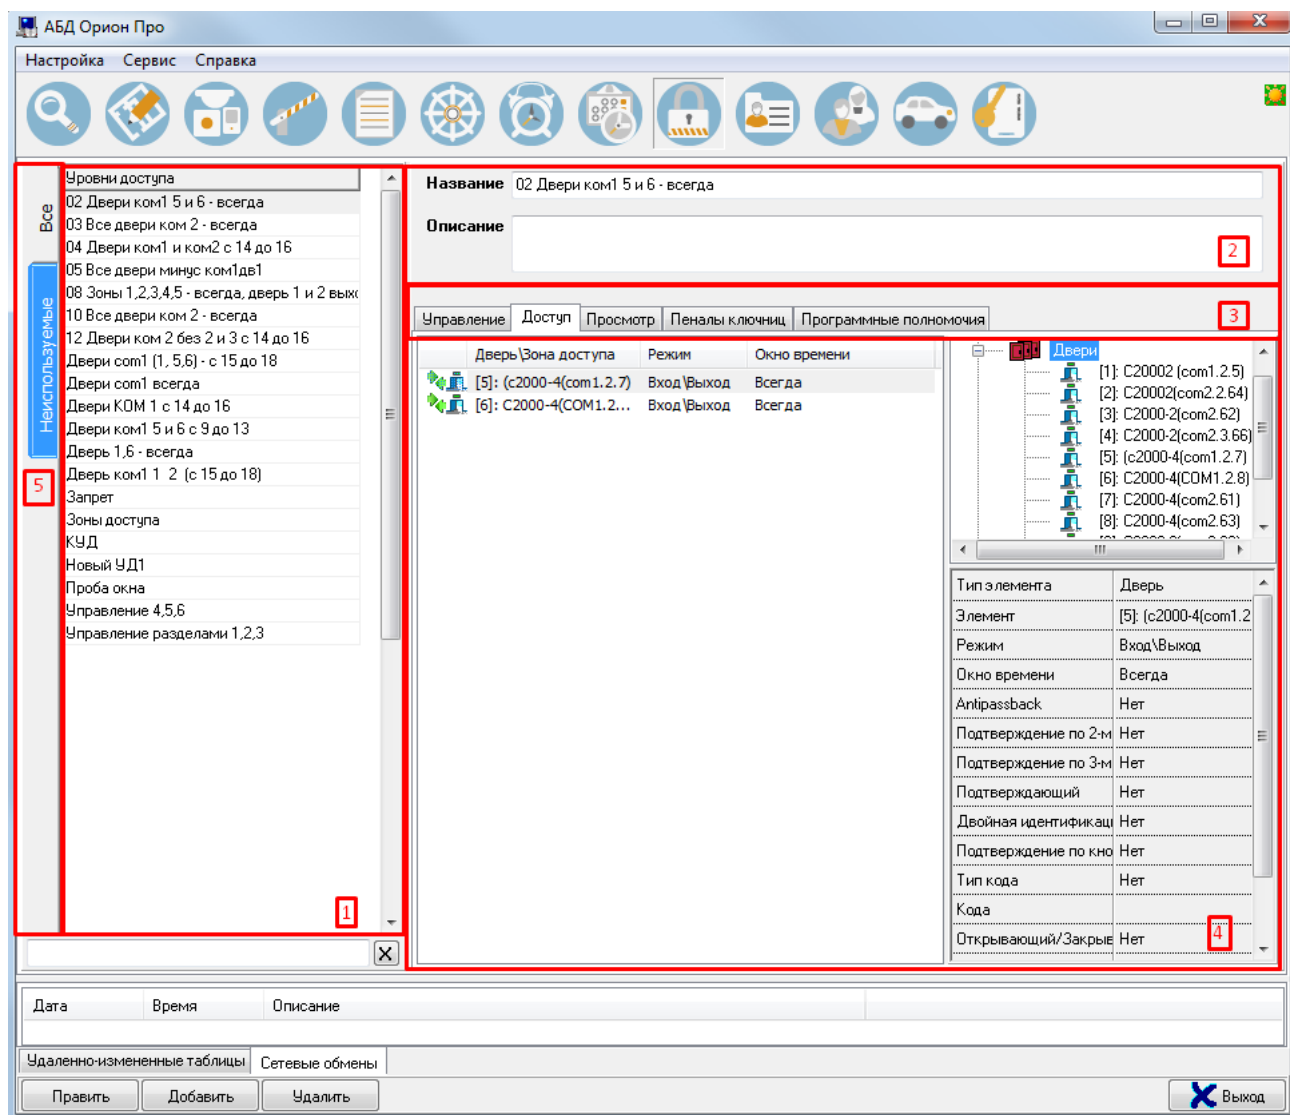 АБД Орион Про
Настройка Сервис Справка
Все
Неиспользуемые
5
Уровни доступа
02 Двери ком1 5 и 6 - всегда
03 Все двери ком 2 - всегда
04 Двери ком1 и ком2 с 14 до 16
05 Все двери минус ком1дв1
08 Зоны 1,2,3,4,5 - всегда, дверь 1 и 2 вых
10 Все двери ком 2 - всегда
12 Двери ком 2 без 2 и 3 с 14 до 16
Двери com1 (1, 5,6) - с 15 до 18
Двери com1 всегда
Двери КОМ 1 с 14 до 16
Двери ком1 5 и 6 с 9 до 13
Дверь 1,6 - всегда
Дверь ком1 1 2 (с 15 до 18)
Запрет
Зоны доступа
КУД
Новый УД1
Проба окна
Управление 4,5,6
Управление разделами 1,2,3
1
X
Название 02 Двери ком1 5 и 6 - всегда
Описание
2
Управление Доступ Просмотр Пеналы ключниц Программные полномочия
3
Дверь\Зона доступа Режим Окно времени
[5]: (c2000-4(com1.2.7) Вход\Выход Всегда
[6]: C2000-4(COM1.2... Вход\Выход Всегда
Двери
[1]: C20002 (com1.2.5)
[2]: C20002(com2.2.64)
[3]: C2000-2(com2.62)
[4]: C2000-2(com2.3.66)
[5]: (c2000-4(com1.2.7)
[6]: C2000-4(COM1.2.8)
[7]: C2000-4(com2.61)
[8]: C2000-4(com2.63)
Тип элемента Дверь
Элемент [5]: (c2000-4(com1.2
Режим Вход\Выход
Окно времени Всегда
Antipassback Нет
Подтверждение по 2-м Нет
Подтверждение по 3-м Нет
Подтверждающий Нет
Двойная идентификац Нет
Подтверждение по кно Нет
Тип кода Нет
Кода
Открывающий/Закрыв Нет
4
Дата Время Описание
Удаленно-измененные таблицы Сетевые обмены
Править Добавить Удалить Выход